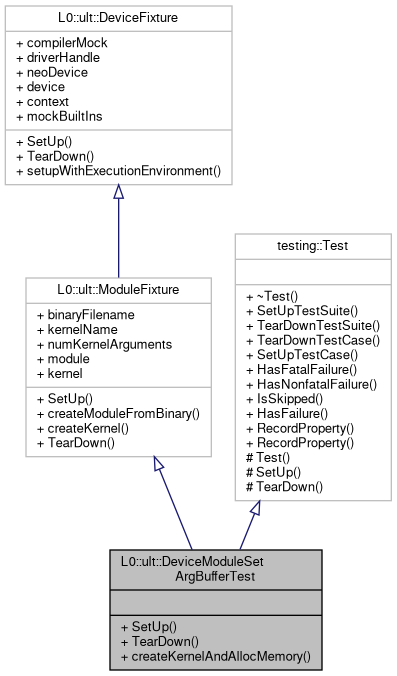 L0::ult::DeviceFixture
+ compilerMock
+ driverHandle
+ neoDevice
+ device
+ context
+ mockBuiltIns
+ SetUp()
+ TearDown()
+ setupWithExecutionEnvironment()
L0::ult::ModuleFixture
+ binaryFilename
+ kernelName
+ numKernelArguments
+ module
+ kernel
+ SetUp()
+ createModuleFromBinary()
+ createKernel()
+ TearDown()
testing::Test
+ ~Test()
+ SetUpTestSuite()
+ TearDownTestSuite()
+ TearDownTestCase()
+ SetUpTestCase()
+ HasFatalFailure()
+ HasNonfatalFailure()
+ IsSkipped()
+ HasFailure()
+ RecordProperty()
+ RecordProperty()
# Test()
# SetUp()
# TearDown()
L0::ult::DeviceModuleSet
ArgBufferTest
+ SetUp()
+ TearDown()
+ createKernelAndAllocMemory()